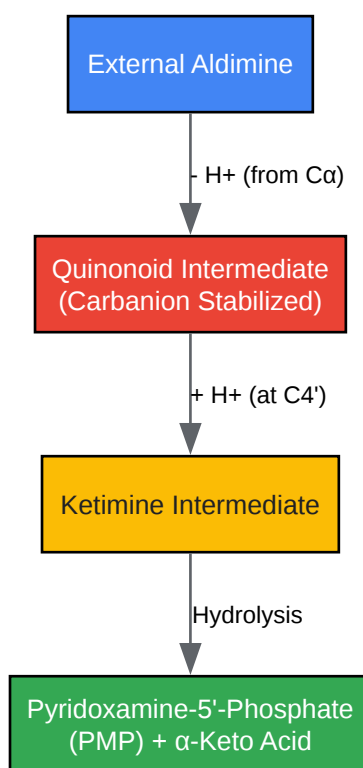 External Aldimine
- H+ (from Cα)
Quinonoid Intermediate
(Carbanion Stabilized)
+ H+ (at C4')
Ketimine Intermediate
Hydrolysis
Pyridoxamine-5'-Phosphate
(PMP) + α-Keto Acid